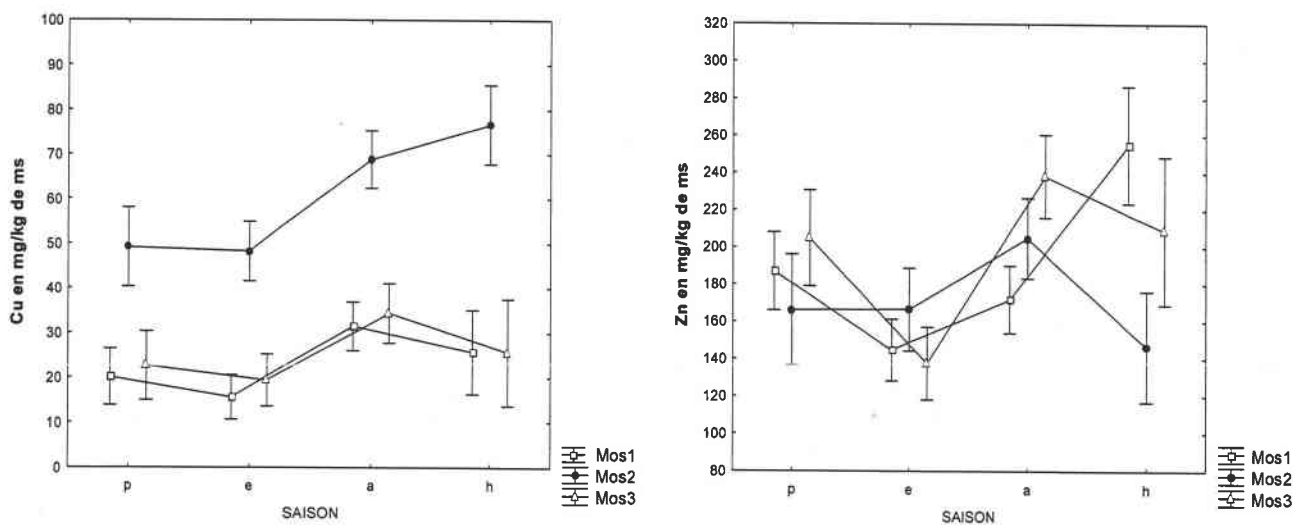 Cu en mg/kg de ms
100
90
80
70
60
50
40
30
20
10
0
p e a h
SAISON
Mos1
Mos2
Mos3
Zn en mg/kg de ms
320
300
280
260
240
220
200
180
160
140
120
100
80
p e a h
SAISON
Mos1
Mos2
Mos3